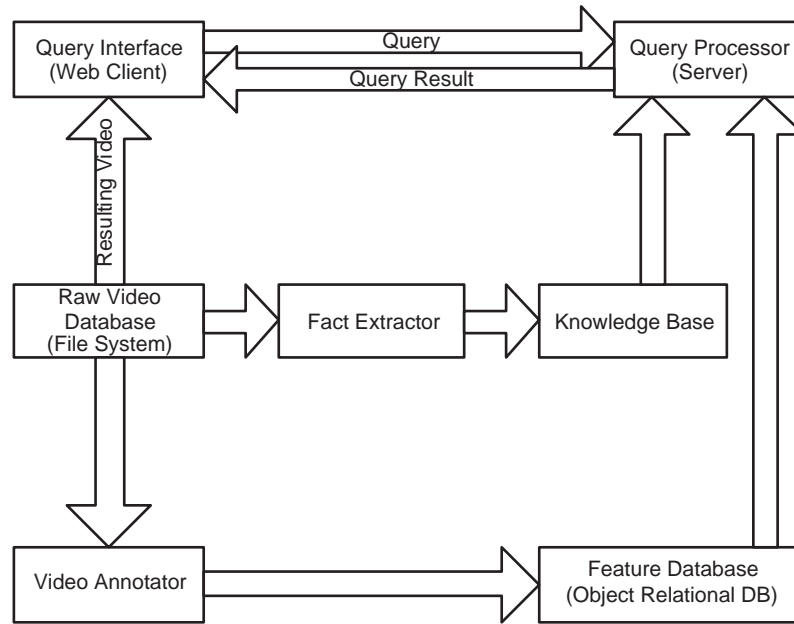 Query Interface
(Web Client)
Query
Query Result
Query Processor
(Server)
Resulting Video
Raw Video
Database
(File System)
Fact Extractor
Knowledge Base
Video Annotator
Feature Database
(Object Relational DB)